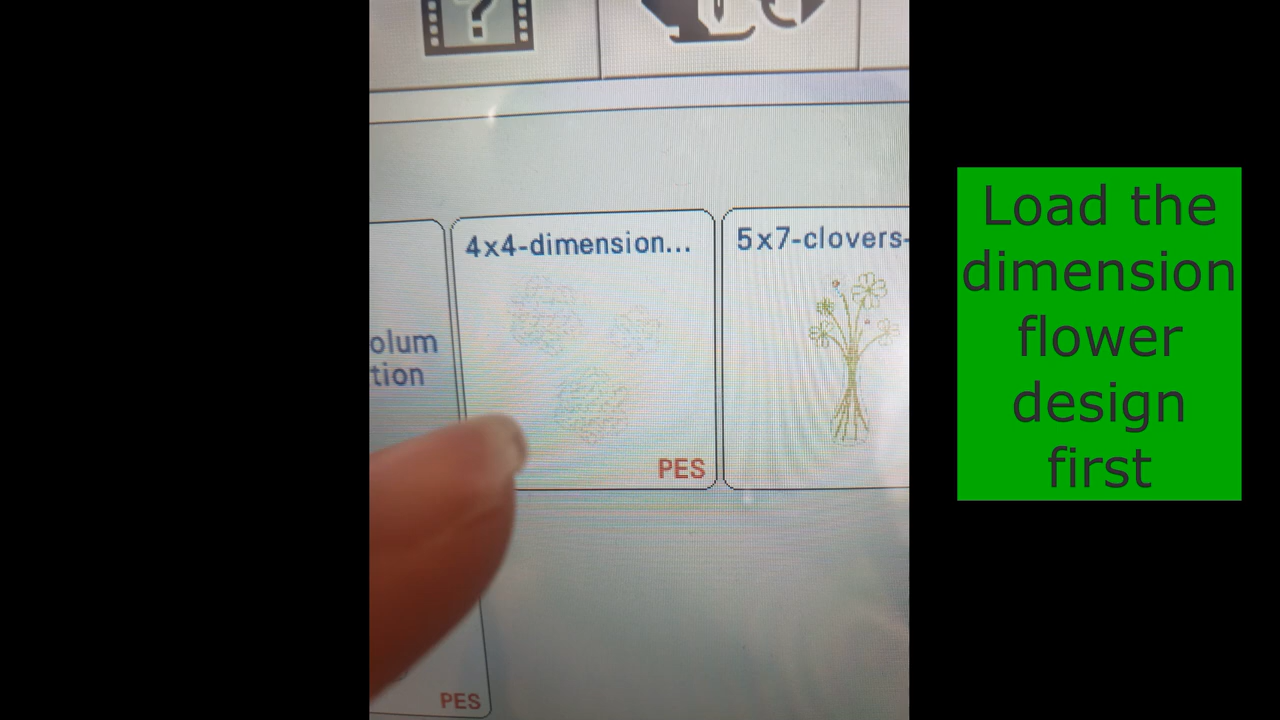 4x4-dimension...
5x7-clovers-
olum
tion
PES
PES
Load the
dimension
flower
design
first